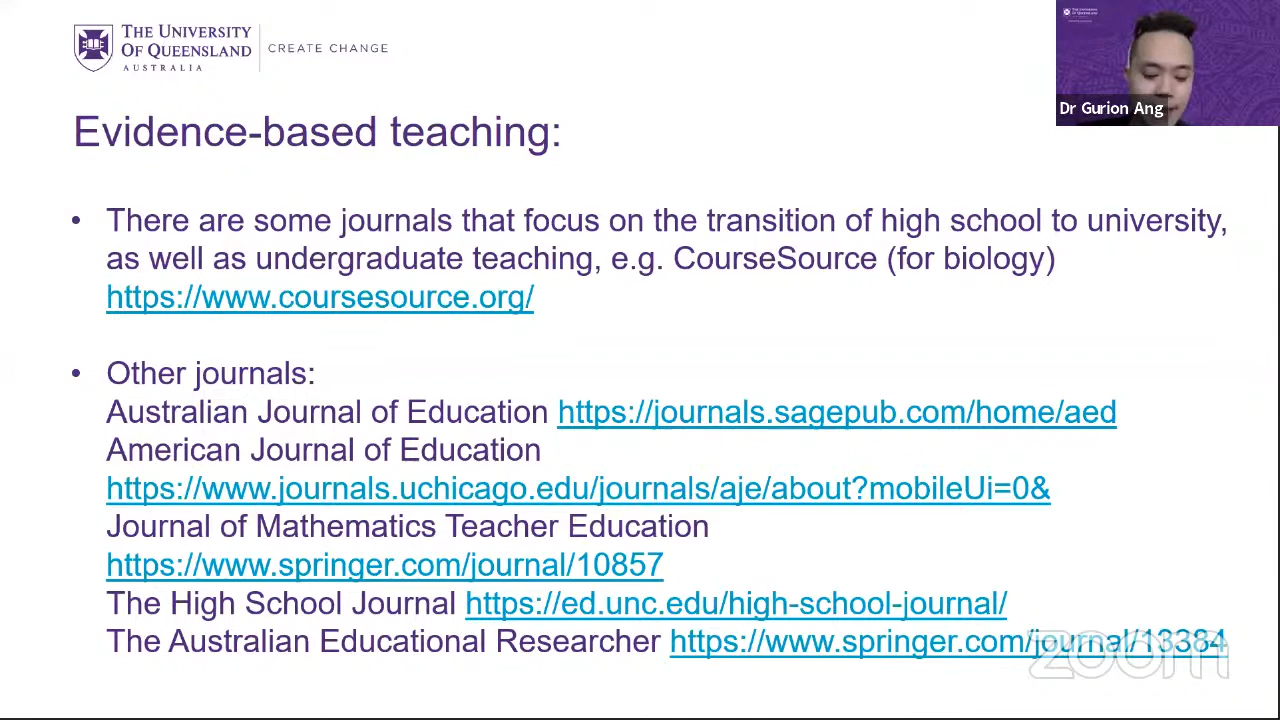 THE UNIVERSITY
OF QUEENSLAND
AUSTRALIA
CREATE CHANGE
Dr Gurion Ang
Evidence-based teaching:
• There are some journals that focus on the transition of high school to university,
as well as undergraduate teaching, e.g. CourseSource (for biology)
https://www.coursesource.org/
• Other journals:
Australian Journal of Education https://journals.sagepub.com/home/aed
American Journal of Education
https://www.journals.uchicago.edu/journals/aje/about?mobileUi=0&
Journal of Mathematics Teacher Education
https://www.springer.com/journal/10857
The High School Journal https://ed.unc.edu/high-school-journal/
The Australian Educational Researcher https://www.springer.com/journal/13384
zoom